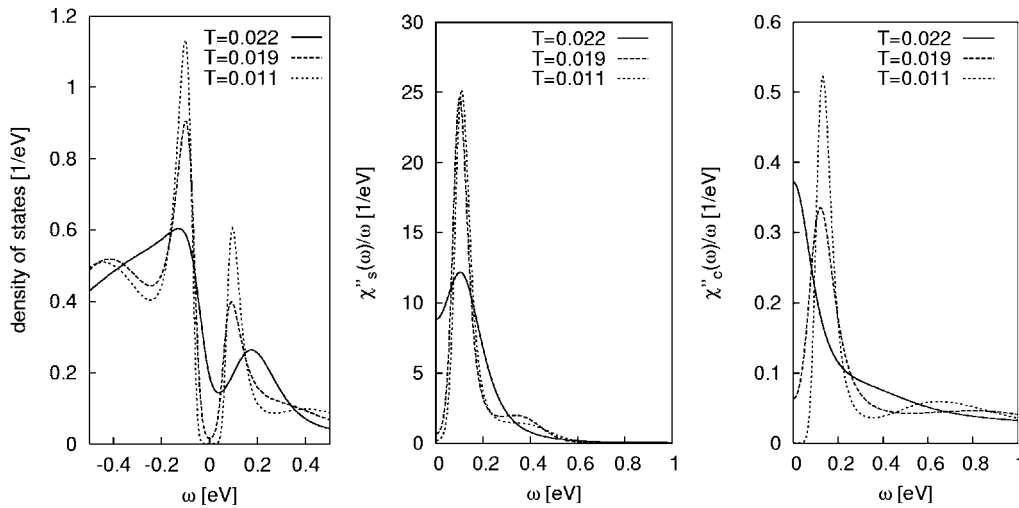 density of states [1/eV]
1.2
1
0.8
0.6
0.4
0.2
0
-0.4 -0.2 0 0.2 0.4
ω [eV]
T=0.022
T=0.019
T=0.011
χ"s(ω)/ω [1/eV]
30
25
20
15
10
5
0
0 0.2 0.4 0.6 0.8 1
ω [eV]
T=0.022
T=0.019
T=0.011
χ"c(ω)/ω [1/eV]
0.6
0.5
0.4
0.3
0.2
0.1
0
0 0.2 0.4 0.6 0.8 1
ω [eV]
T=0.022
T=0.019
T=0.011